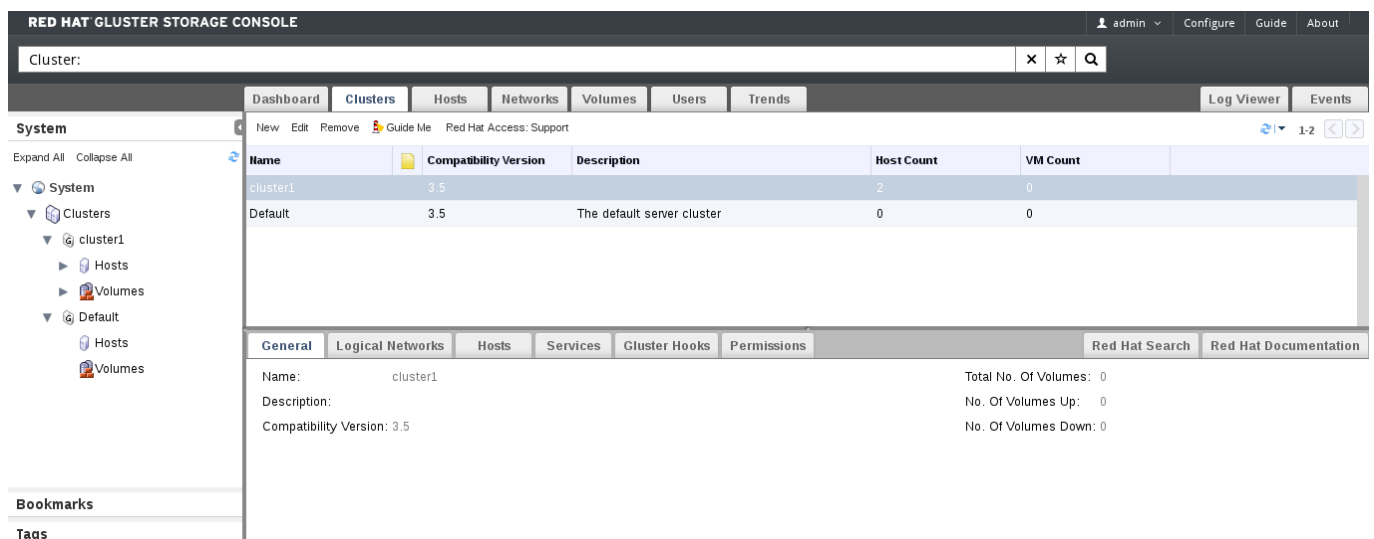 RED HAT GLUSTER STORAGE CONSOLE
admin Configure Guide About
Cluster:
Dashboard Clusters Hosts Networks Volumes Users Trends Log Viewer Events
System
New Edit Remove Guide Me Red Hat Access: Support 1-2
Expand All Collapse All
Name Compatibility Version Description Host Count VM Count
System
cluster1 3.5 2 0
Clusters
Default 3.5 The default server cluster 0 0
cluster1
Hosts
Volumes
Default
Hosts
Volumes
General Logical Networks Hosts Services Gluster Hooks Permissions Red Hat Search Red Hat Documentation
Name: cluster1 Total No. Of Volumes: 0
Description: No. Of Volumes Up: 0
Compatibility Version: 3.5 No. Of Volumes Down: 0
Bookmarks
Tags